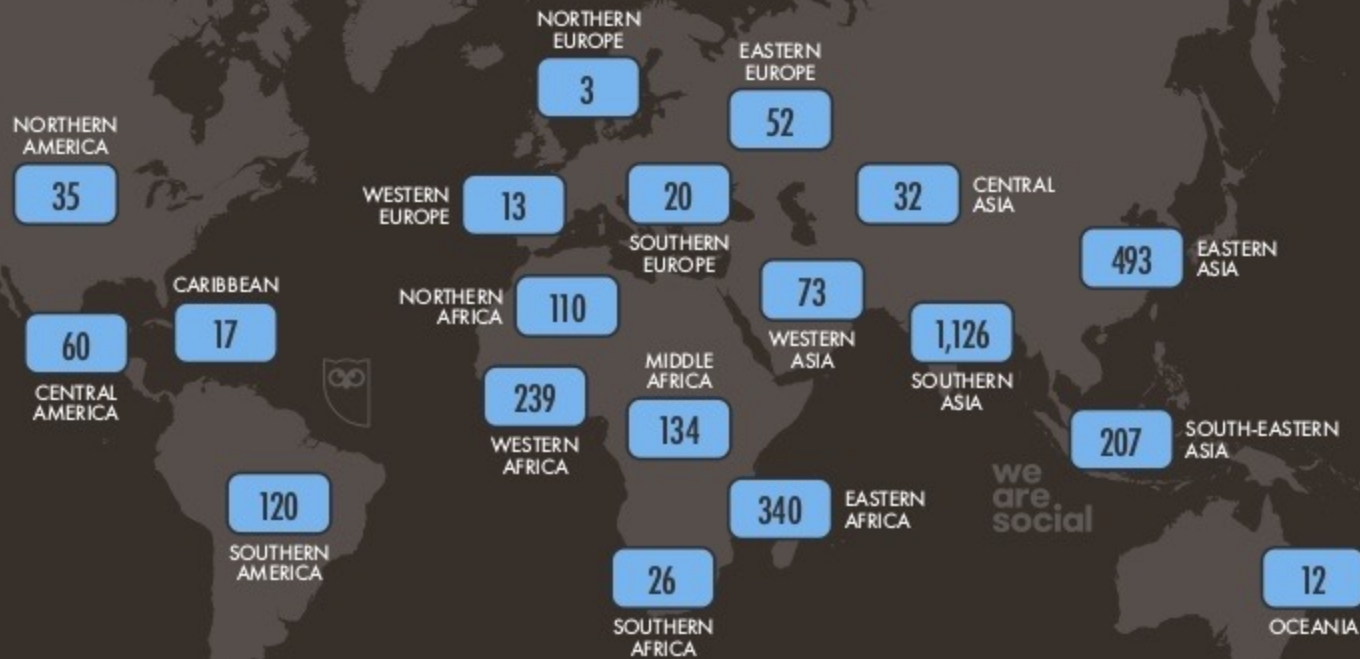 NORTHERN
EUROPE
3
EASTERN
EUROPE
52
NORTHERN
AMERICA
35
WESTERN
EUROPE
13
20
SOUTHERN
EUROPE
32
CENTRAL
ASIA
493
EASTERN
ASIA
CARIBBEAN
17
NORTHERN
AFRICA
110
73
WESTERN
ASIA
60
CENTRAL
AMERICA
1,126
SOUTHERN
ASIA
239
WESTERN
AFRICA
MIDDLE
AFRICA
134
207
SOUTH-EASTERN
ASIA
we
are
social
120
SOUTHERN
AMERICA
340
EASTERN
AFRICA
26
SOUTHERN
AFRICA
12
OCEANIA